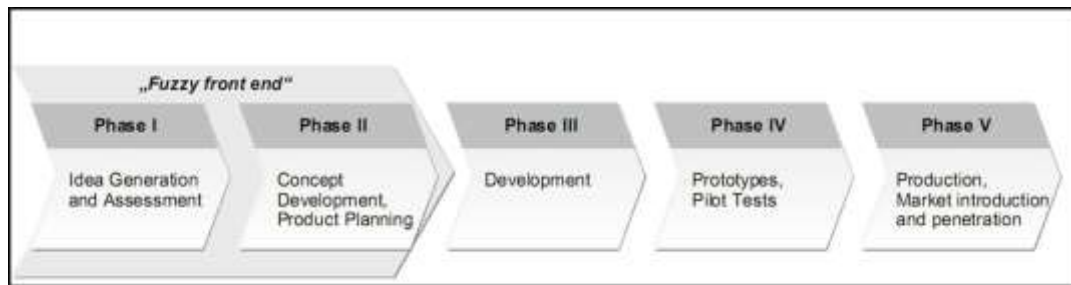 „Fuzzy front end“
Phase I
Idea Generation
and Assessment
Phase II
Concept
Development,
Product Planning
Phase III
Development
Phase IV
Prototypes,
Pilot Tests
Phase V
Production,
Market introduction
and penetration